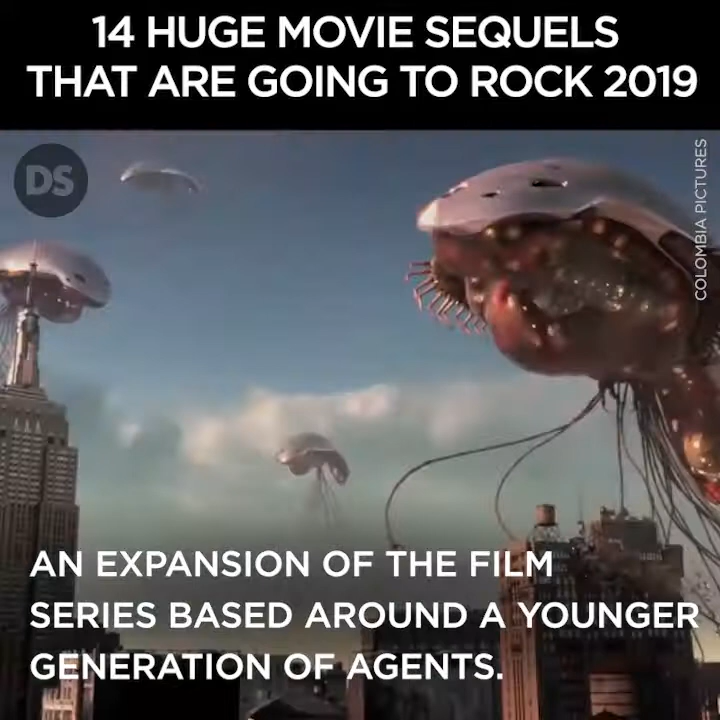 14 HUGE MOVIE SEQUELS
THAT ARE GOING TO ROCK 2019
DS
COLOMBIA PICTURES
AN EXPANSION OF THE FILM
SERIES BASED AROUND A YOUNGER
GENERATION OF AGENTS.